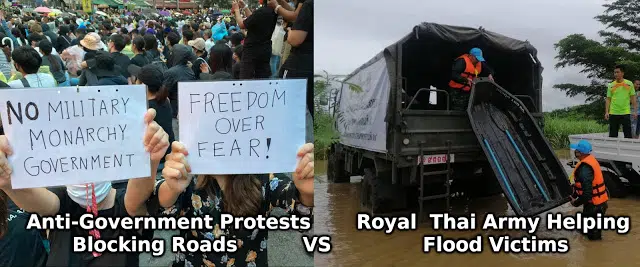 NO MILITARY
MONARCHY
GOVERNMENT
FREEDOM
OVER
FEAR!
Anti-Government Protests
Blocking Roads
VS
Royal Thai Army Helping
Flood Victims